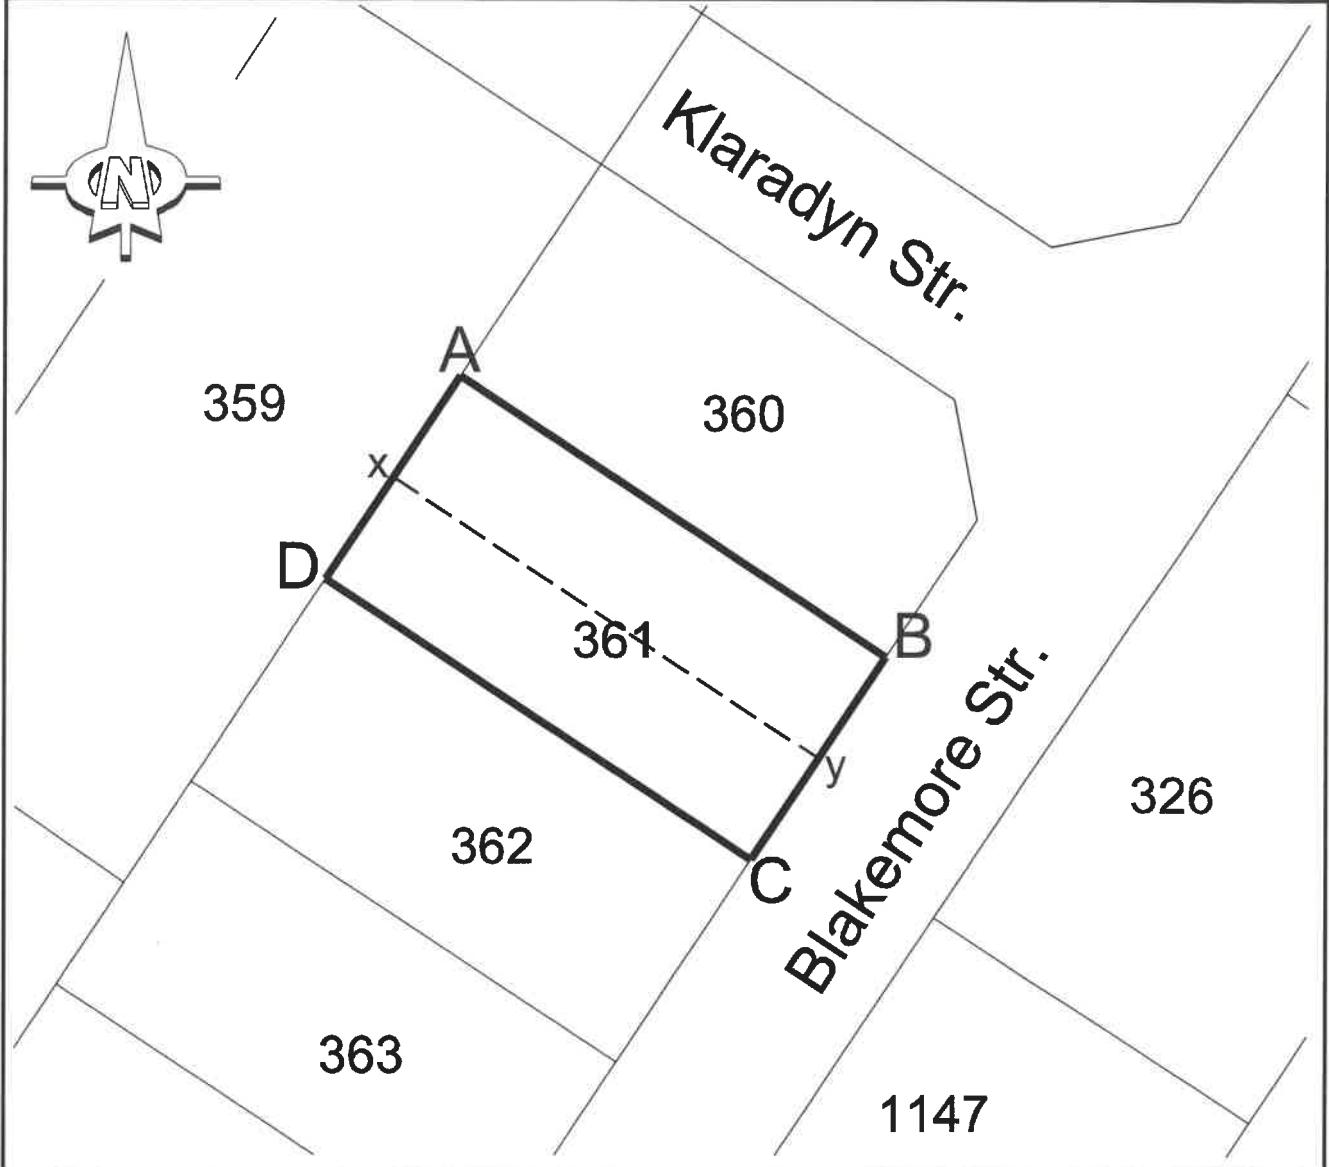 N
Klaradyn Str.
A
359
360
x
D
B
361
y
326
362
C
Blakemore Str.
363
1147